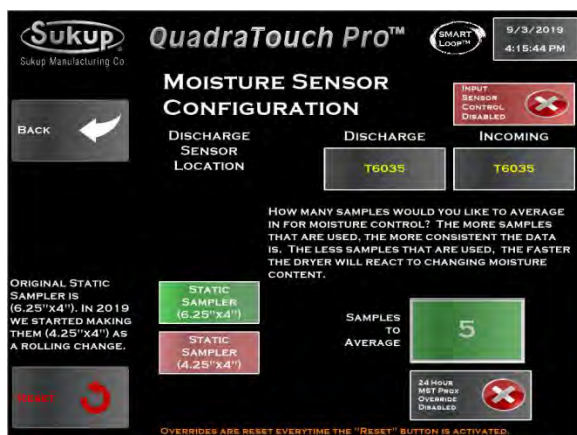 Sukup
Sukup Manufacturing Co
QuadraTouch Pro™
SMART
LOOP™
9/3/2019
4:15:44 PM
MOISTURE SENSOR
CONFIGURATION
INPUT
SENSOR
CONTROL
DISABLED
BACK
DISCHARGE
SENSOR
LOCATION
DISCHARGE
INCOMING
T6035
T6035
HOW MANY SAMPLES WOULD YOU LIKE TO AVERAGE
IN FOR MOISTURE CONTROL? THE MORE SAMPLES
THAT ARE USED, THE MORE CONSISTENT THE DATA
IS. THE LESS SAMPLES THAT ARE USED, THE FASTER
THE DRYER WILL REACT TO CHANGING MOISTURE
CONTENT.
ORIGINAL STATIC
SAMPLER IS
(6.25"X4"). IN 2019
WE STARTED MAKING
THEM (4.25"X4") AS
A ROLLING CHANGE.
STATIC
SAMPLER
(6.25"X4")
STATIC
SAMPLER
(4.25"X4")
SAMPLES
TO
AVERAGE
5
RESET
24 HOUR
MST PROX
OVERRIDE
DISABLED
OVERRIDES ARE RESET EVERYTIME THE "RESET" BUTTON IS ACTIVATED.